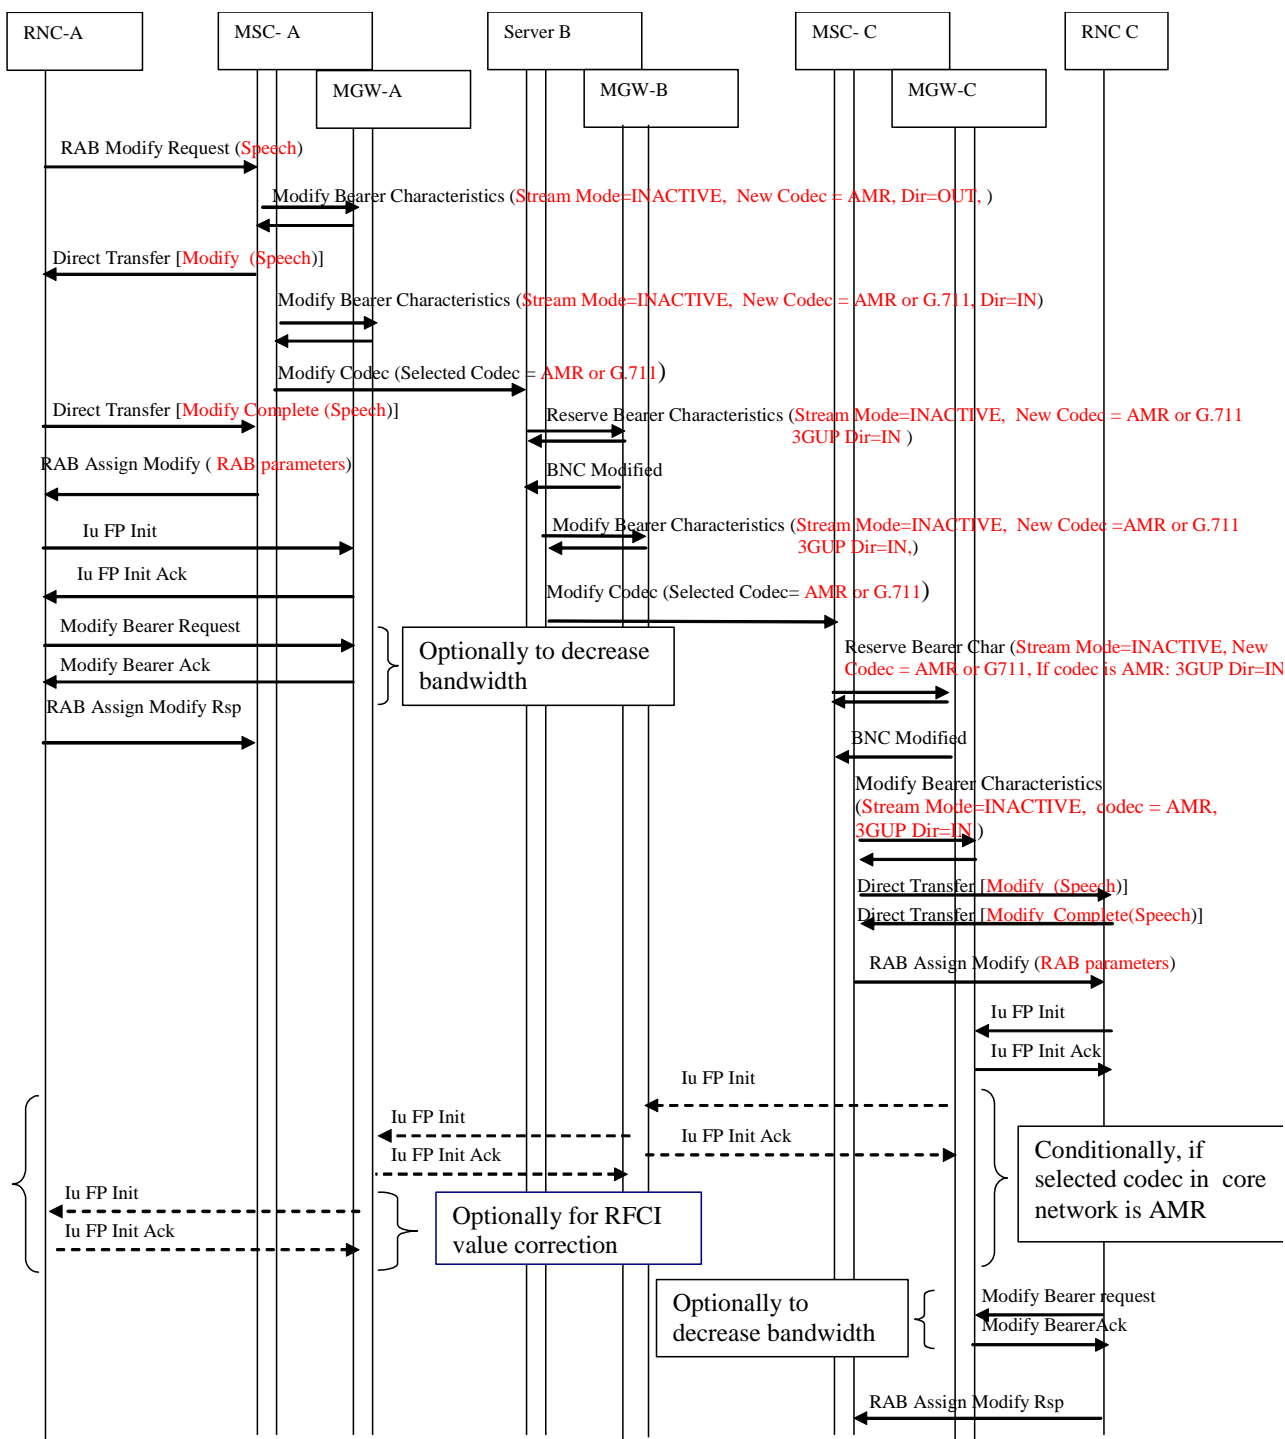 RNC-A
MSC- A
Server B
MSC- C
RNC C
MGW-A
MGW-B
MGW-C
RAB Modify Request (Speech)
Modify Bearer Characteristics (Stream Mode=INACTIVE, New Codec = AMR, Dir=OUT, )
Direct Transfer [Modify (Speech)]
Modify Bearer Characteristics (Stream Mode=INACTIVE, New Codec = AMR or G.711, Dir=IN)
Modify Codec (Selected Codec = AMR or G.711)
Direct Transfer [Modify Complete (Speech)]
Reserve Bearer Characteristics (Stream Mode=INACTIVE, New Codec = AMR or G.711
3GUP Dir=IN )
RAB Assign Modify ( RAB parameters)
BNC Modified
Iu FP Init
Modify Bearer Characteristics (Stream Mode=INACTIVE, New Codec =AMR or G.711
3GUP Dir=IN,)
Iu FP Init Ack
Modify Codec (Selected Codec= AMR or G.711)
Modify Bearer Request
Optionally to decrease
bandwidth
Modify Bearer Ack
Reserve Bearer Char (Stream Mode=INACTIVE, New
Codec = AMR or G711, If codec is AMR: 3GUP Dir=IN
RAB Assign Modify Rsp
BNC Modified
Modify Bearer Characteristics
(Stream Mode=INACTIVE, codec = AMR,
3GUP Dir=IN )
Direct Transfer [Modify (Speech)]
Direct Transfer [Modify Complete(Speech)]
RAB Assign Modify (RAB parameters)
Iu FP Init
Iu FP Init Ack
Iu FP Init
Iu FP Init
Iu FP Init Ack
Iu FP Init Ack
Conditionally, if
selected codec in core
network is AMR
Iu FP Init
Iu FP Init Ack
Optionally for RFCI
value correction
Optionally to
decrease bandwidth
Modify Bearer request
Modify BearerAck
RAB Assign Modify Rsp